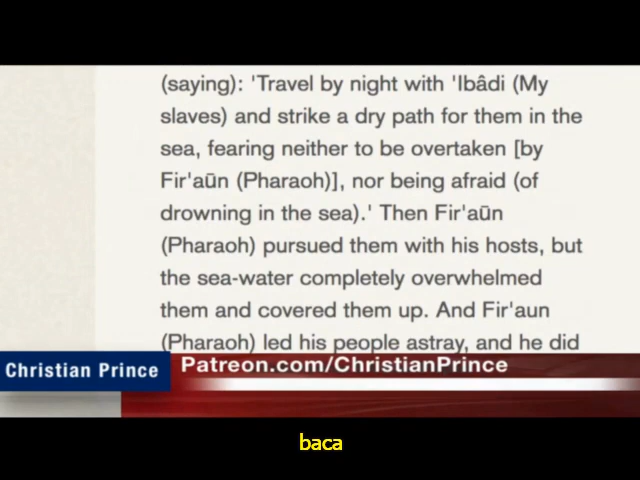 (saying): 'Travel by night with 'Ibâdi (My
slaves) and strike a dry path for them in the
sea, fearing neither to be overtaken [by
Fir'aūn (Pharaoh)], nor being afraid (of
drowning in the sea).' Then Fir'aūn
(Pharaoh) pursued them with his hosts, but
the sea-water completely overwhelmed
them and covered them up. And Fir'aun
(Pharaoh) led his people astray, and he did
Christian Prince
Patreon.com/ChristianPrince
baca